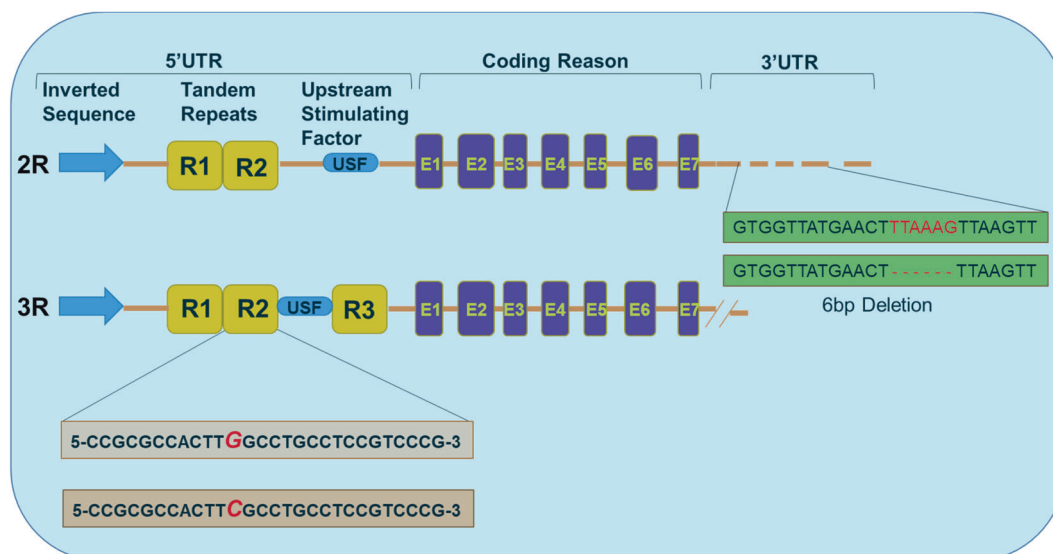 5'UTR Coding Reason 3'UTR
Inverted Sequence
Tandem Repeats
Upstream Stimulating Factor
2R R1 R2 USF E1 E2 E3 E4 E5 E6 E7
GTGGTTATGAACTTTAAAGTTAAGTT
GTGGTTATGAACT------TTAAGTT
6bp Deletion
3R R1 R2 USF R3 E1 E2 E3 E4 E5 E6 E7
5-CCGCGCCACTTGGCCTGCCTCCGTCCCG-3
5-CCGCGCCACTTCGCCTGCCTCCGTCCCG-3